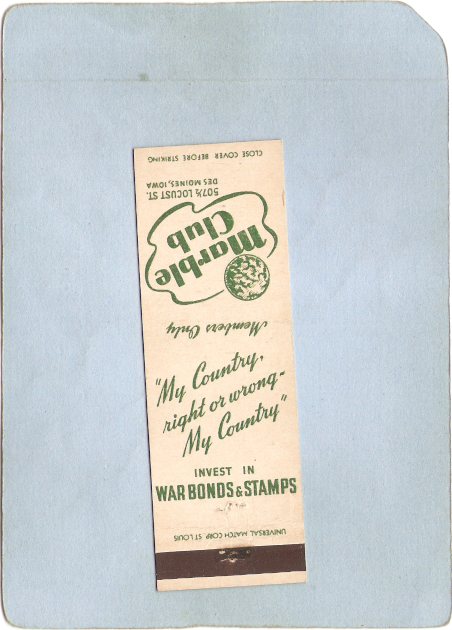 CLOSE COVER BEFORE STRIKING
507½ LOCUST ST.
DES MOINES, IOWA
Marble
Club
Members Only
"My Country,
right or wrong-
My Country"
INVEST IN
WAR BONDS & STAMPS
UNIVERSAL MATCH CORP. ST. LOUIS